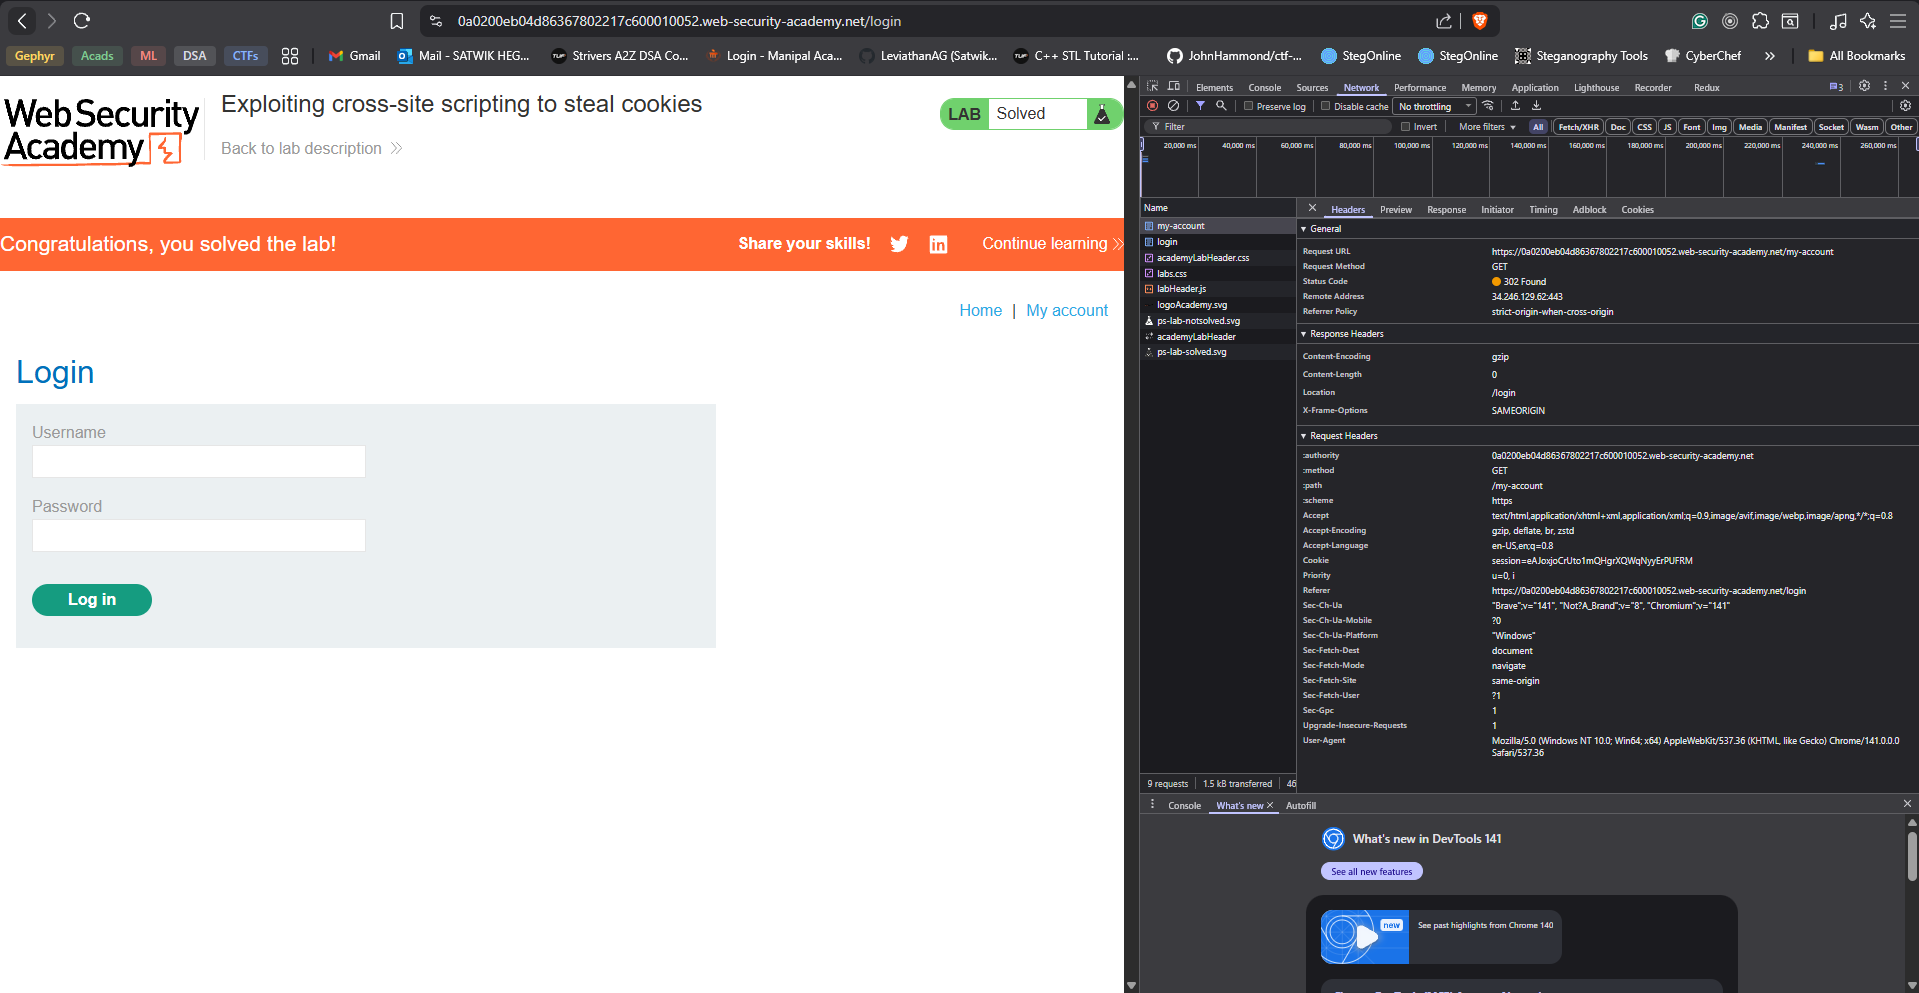 0a0200eb04d86367802217c600010052.web-security-academy.net/login
Gephyr Acads ML DSA CTFs Gmail Mail - SATWIK HEG... Strivers A2Z DSA Co... Login - Manipal Aca... LeviathanAG (Satwik... C++ STL Tutorial :... JohnHammond/ctf-... StegOnline StegOnline Steganography Tools CyberChef » All Bookmarks
Web Security
Academy
Exploiting cross-site scripting to steal cookies
Back to lab description
LAB Solved
Congratulations, you solved the lab!
Share your skills! Continue learning
Home | My account
Login
Username
Password
Log in
Elements Console Sources Network Performance Memory Application Lighthouse Recorder Redux 3
Preserve log Disable cache No throttling
Filter Invert More filters All Fetch/XHR Doc CSS JS Font Img Media Manifest Socket Wasm Other
20,000 ms 40,000 ms 60,000 ms 80,000 ms 100,000 ms 120,000 ms 140,000 ms 160,000 ms 180,000 ms 200,000 ms 220,000 ms 240,000 ms 260,000 ms
Name
my-account
login
academyLabHeader.css
labs.css
labHeader.js
logoAcademy.svg
ps-lab-notsolved.svg
academyLabHeader
ps-lab-solved.svg
9 requests 1.5 kB transferred 46
Headers Preview Response Initiator Timing Adblock Cookies
General
Request URL https://0a0200eb04d86367802217c600010052.web-security-academy.net/my-account
Request Method GET
Status Code 302 Found
Remote Address 34.246.129.62:443
Referrer Policy strict-origin-when-cross-origin
Response Headers
Content-Encoding gzip
Content-Length 0
Location /login
X-Frame-Options SAMEORIGIN
Request Headers
:authority 0a0200eb04d86367802217c600010052.web-security-academy.net
:method GET
:path /my-account
:scheme https
Accept text/html,application/xhtml+xml,application/xml;q=0.9,image/avif,image/webp,image/apng,*/*;q=0.8
Accept-Encoding gzip, deflate, br, zstd
Accept-Language en-US,en;q=0.8
Cookie session=eAJoxjoCrUto1mQHgrXQWqNyyErPUFRM
Priority u=0, i
Referer https://0a0200eb04d86367802217c600010052.web-security-academy.net/login
Sec-Ch-Ua "Brave";v="141", "Not?A_Brand";v="8", "Chromium";v="141"
Sec-Ch-Ua-Mobile ?0
Sec-Ch-Ua-Platform "Windows"
Sec-Fetch-Dest document
Sec-Fetch-Mode navigate
Sec-Fetch-Site same-origin
Sec-Fetch-User ?1
Sec-Gpc 1
Upgrade-Insecure-Requests 1
User-Agent Mozilla/5.0 (Windows NT 10.0; Win64; x64) AppleWebKit/537.36 (KHTML, like Gecko) Chrome/141.0.0.0
Safari/537.36
Console What's new Autofill
What's new in DevTools 141
See all new features
new
See past highlights from Chrome 140